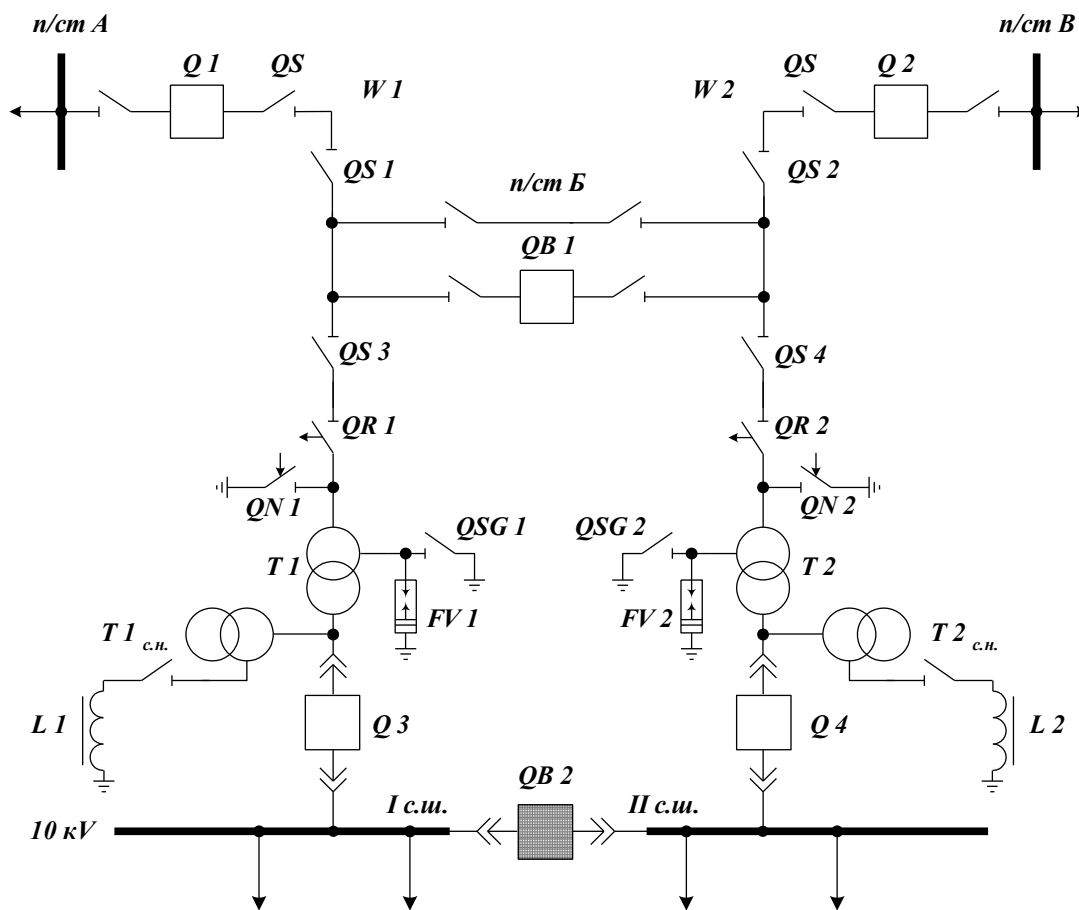 п/ст А
п/ст В
Q 1
QS
W 1
W 2
QS
Q 2
QS 1
QS 2
п/ст Б
QB 1
QS 3
QS 4
QR 1
QR 2
QN 1
QN 2
QSG 1
QSG 2
T 1
T 2
FV 1
FV 2
T 1 с.н.
T 2 с.н.
L 1
Q 3
Q 4
L 2
QB 2
I с.ш.
II с.ш.
10 кV